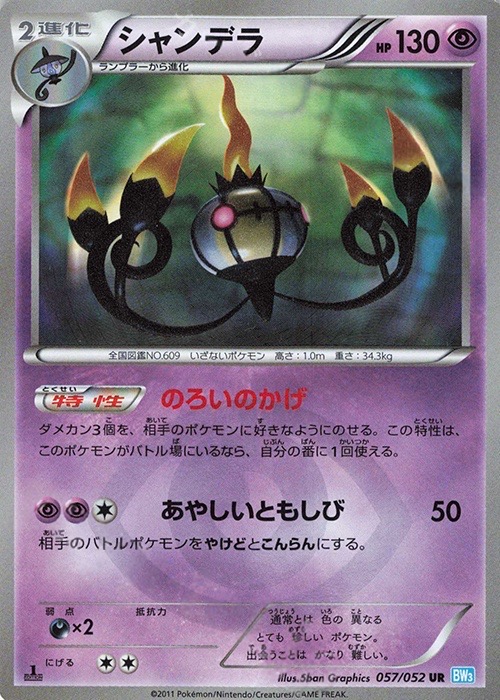 2進化
シャンデラ
HP130
ランプラーから進化
全国図鑑NO.609 いざないポケモン 高さ:1.0m 重さ:34.3kg
とくせい
特性 のろいのかげ
ダメカン3個を、相手のポケモンに好きなようにのせる。この特性は、
このポケモンがバトル場にいるなら、自分の番に1回使える。
あやしいともしび 50
相手のバトルポケモンをやけどとこんらんにする。
弱点 抵抗力
×2
にげる
通常とは 色の 異なる
とても 珍しい ポケモン。
出会うことは かなり 難しい。
illus.5ban Graphics 057/052 UR BW3
1
©2011 Pokémon/Nintendo/Creatures/GAME FREAK.